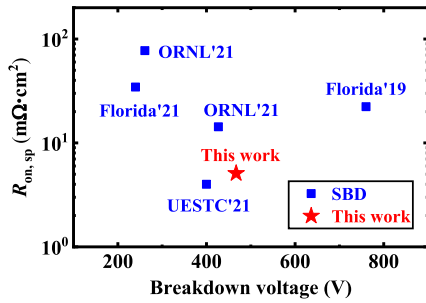 10²
ORNL'21
Florida'21
ORNL'21
Florida'19
10¹
This work
UESTC'21
SBD
This work
10⁰
200
400
600
800
Breakdown voltage (V)
R_on, sp (mΩ·cm²)